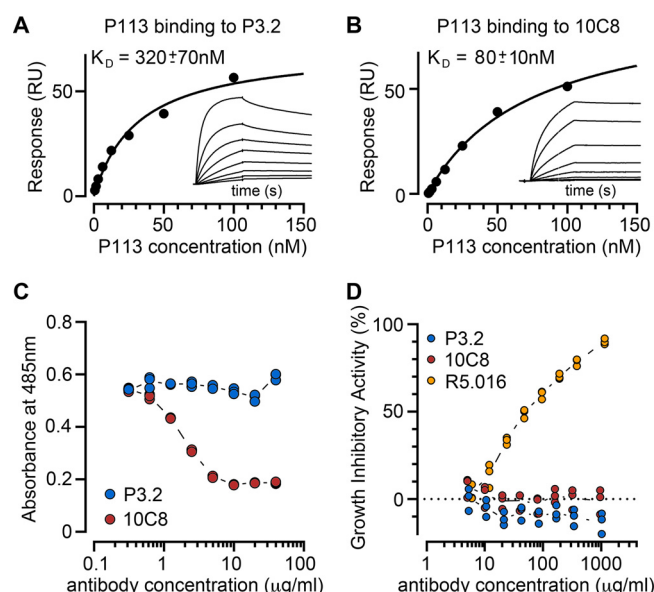 A
P113 binding to P3.2
KD = 320±70nM
Response (RU)
50
0
time (s)
0 50 100 150
P113 concentration (nM)
B
P113 binding to 10C8
KD = 80±10nM
Response (RU)
50
0
time (s)
0 50 100 150
P113 concentration (nM)
C
Absorbance at 485nm
0.8
0.6
0.4
0.2
0
P3.2
10C8
0.1 1 10 100
antibody concentration (µg/ml)
D
Growth Inhibitory Activity (%)
100
50
0
P3.2
10C8
R5.016
1 10 100 1000
antibody concentration (µg/ml)